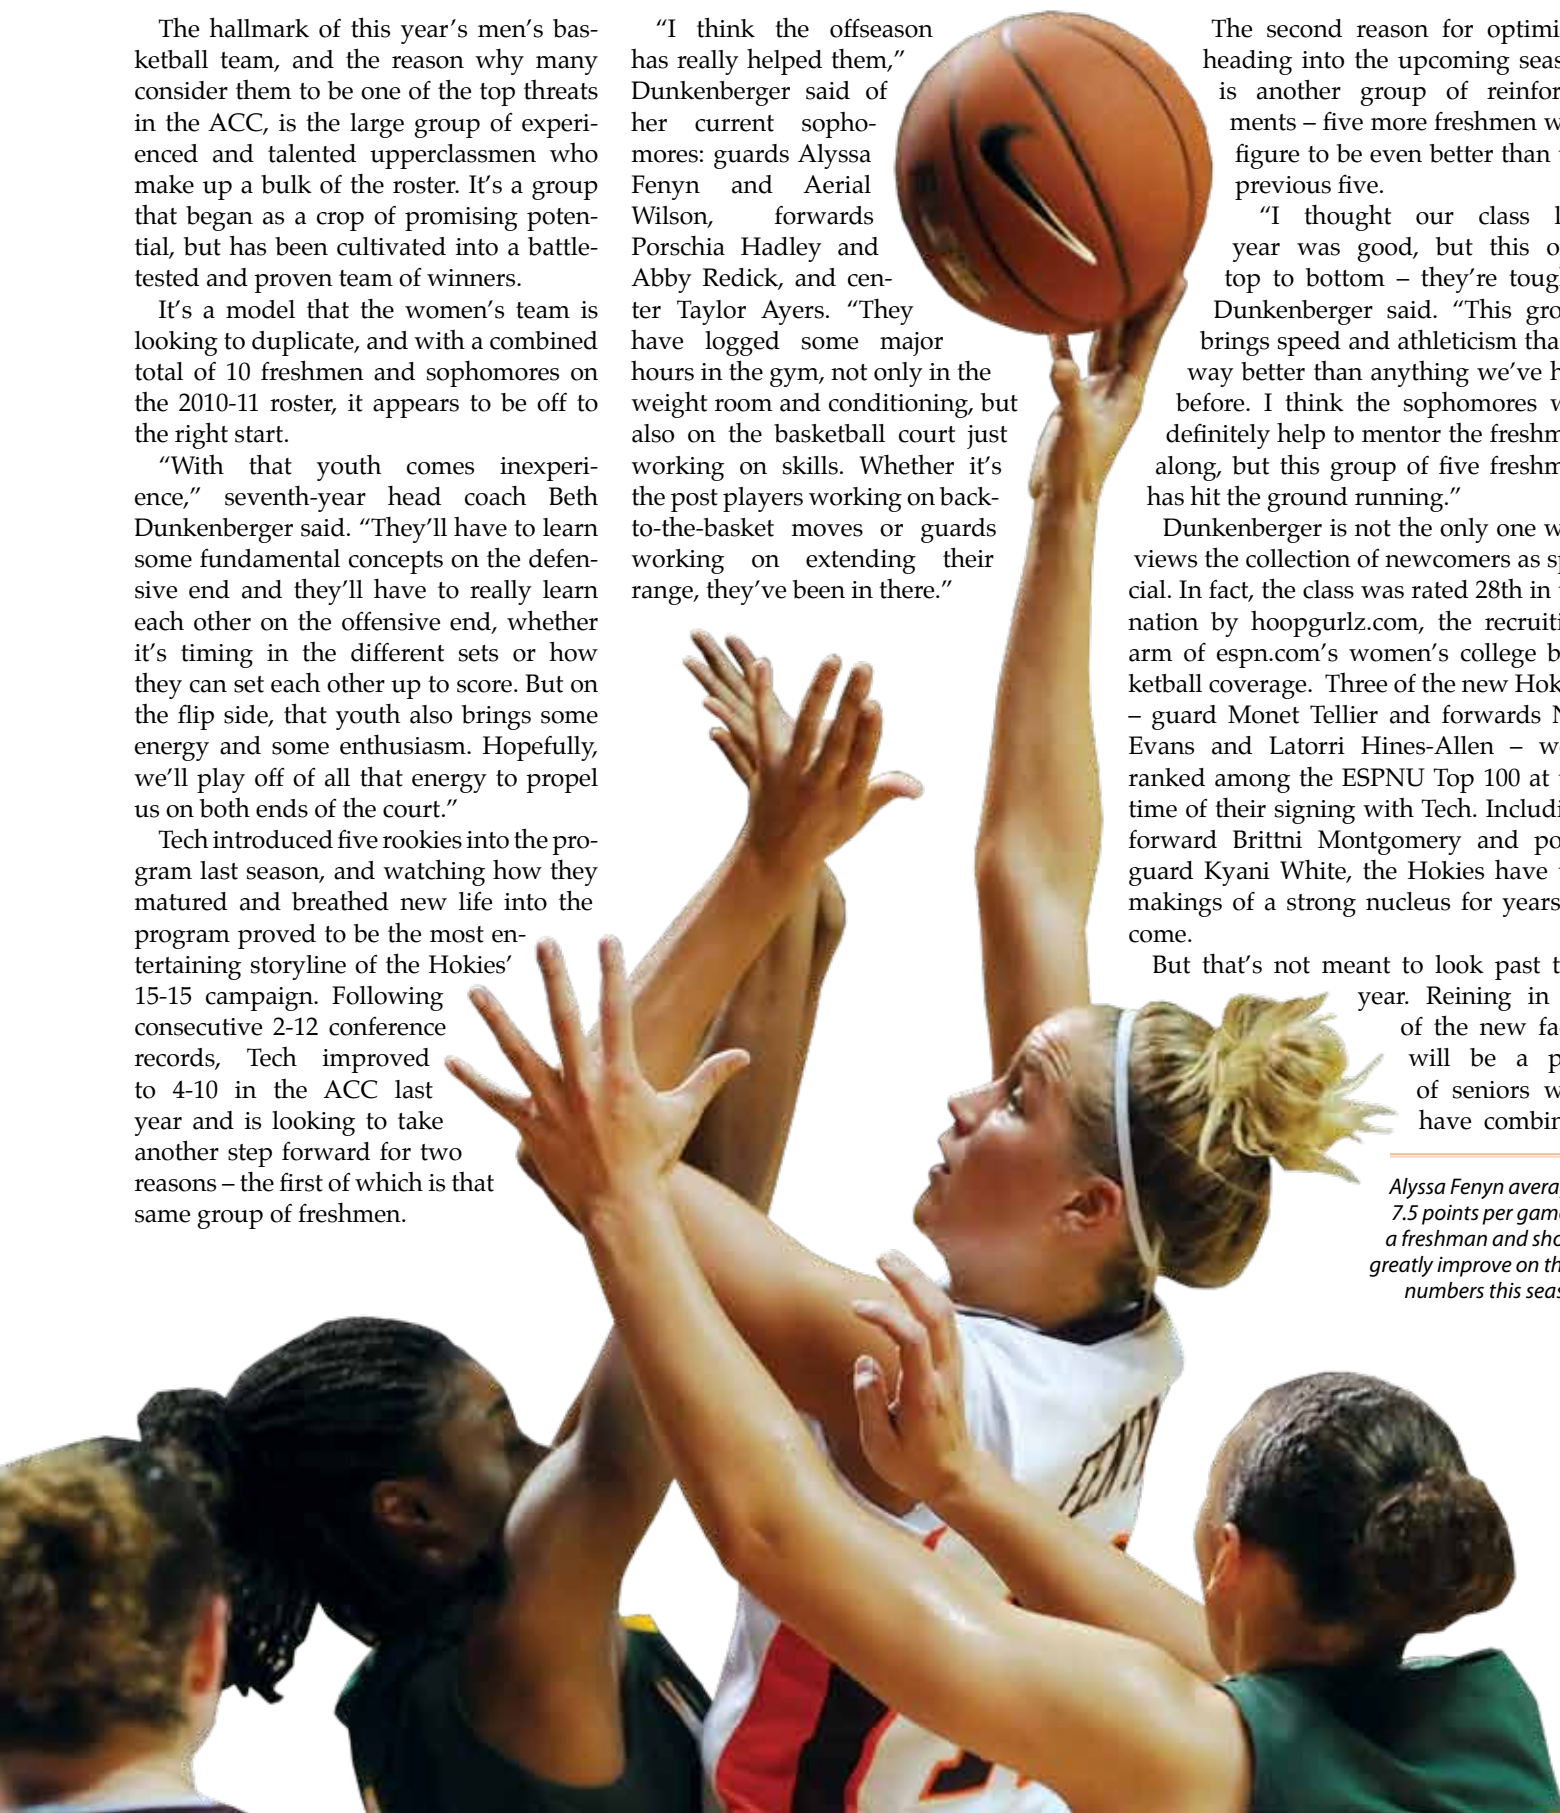 The hallmark of this year's men's bas-
ketball team, and the reason why many
consider them to be one of the top threats
in the ACC, is the large group of experi-
enced and talented upperclassmen who
make up a bulk of the roster. It's a group
that began as a crop of promising poten-
tial, but has been cultivated into a battle-
tested and proven team of winners.
It's a model that the women's team is
looking to duplicate, and with a combined
total of 10 freshmen and sophomores on
the 2010-11 roster, it appears to be off to
the right start.
“With that youth comes inexperi-
ence,” seventh-year head coach Beth
Dunkenberger said. “They'll have to learn
some fundamental concepts on the defen-
sive end and they'll have to really learn
each other on the offensive end, whether
it's timing in the different sets or how
they can set each other up to score. But on
the flip side, that youth also brings some
energy and some enthusiasm. Hopefully,
we'll play off of all that energy to propel
us on both ends of the court.”
Tech introduced five rookies into the pro-
gram last season, and watching how they
matured and breathed new life into the
program proved to be the most en-
tertaining storyline of the Hokies'
15-15 campaign. Following
consecutive 2-12 conference
records, Tech improved
to 4-10 in the ACC last
year and is looking to take
another step forward for two
reasons – the first of which is that
same group of freshmen.
“I think the offseason
has really helped them,”
Dunkenberger said of
her current sopho-
mores: guards Alyssa
Fenyn and Aerial
Wilson, forwards
Porschia Hadley and
Abby Redick, and cen-
ter Taylor Ayers. “They
have logged some major
hours in the gym, not only in the
weight room and conditioning, but
also on the basketball court just
working on skills. Whether it's
the post players working on back-
to-the-basket moves or guards
working on extending their
range, they've been in there.”
The second reason for
heading into the upcoming
is another group of
ments – five more freshmen
figure to be even better than
previous five.
“I thought our class
year was good, but this
top to bottom – they're
Dunkenberger said. “This
brings speed and athleticism
way better than anything we've
before. I think the sophomores
definitely help to mentor the
along, but this group of five
has hit the ground running.”
Dunkenberger is not the only one
views the collection of newcomers as
cial. In fact, the class was rated 28th in
nation by hoopgurlz.com, the
arm of espn.com's women's college
ketball coverage. Three of the new
– guard Monet Tellier and forwards
Evans and Latorri Hines-Allen –
ranked among the ESPNU Top 100 at
time of their signing with Tech.
forward Brittni Montgomery and
guard Kyani White, the Hokies have
makings of a strong nucleus for years
come.
But that's not meant to look past
year. Reining in
of the new
will be a
of seniors
have
Alyssa Fenyn
7.5 points per
a freshman and
greatly improve on
numbers this